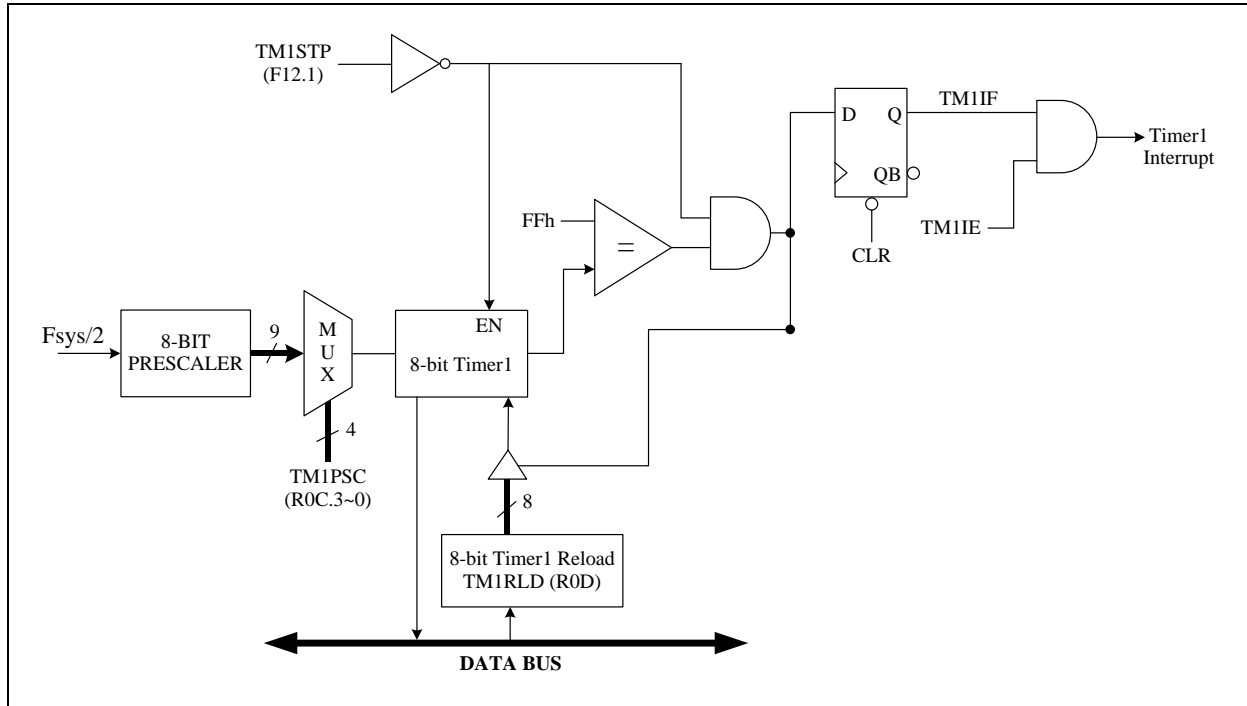 TM1STP
(F12.1)
D
Q
TM1IF
QB
Timer1
Interrupt
FFh
=
TM1IE
CLR
Fsys/2
8-BIT
PRESCALER
9
M
U
X
EN
8-bit Timer1
4
TM1PSC
(R0C.3~0)
8
8-bit Timer1 Reload
TM1RLD (R0D)
DATA BUS